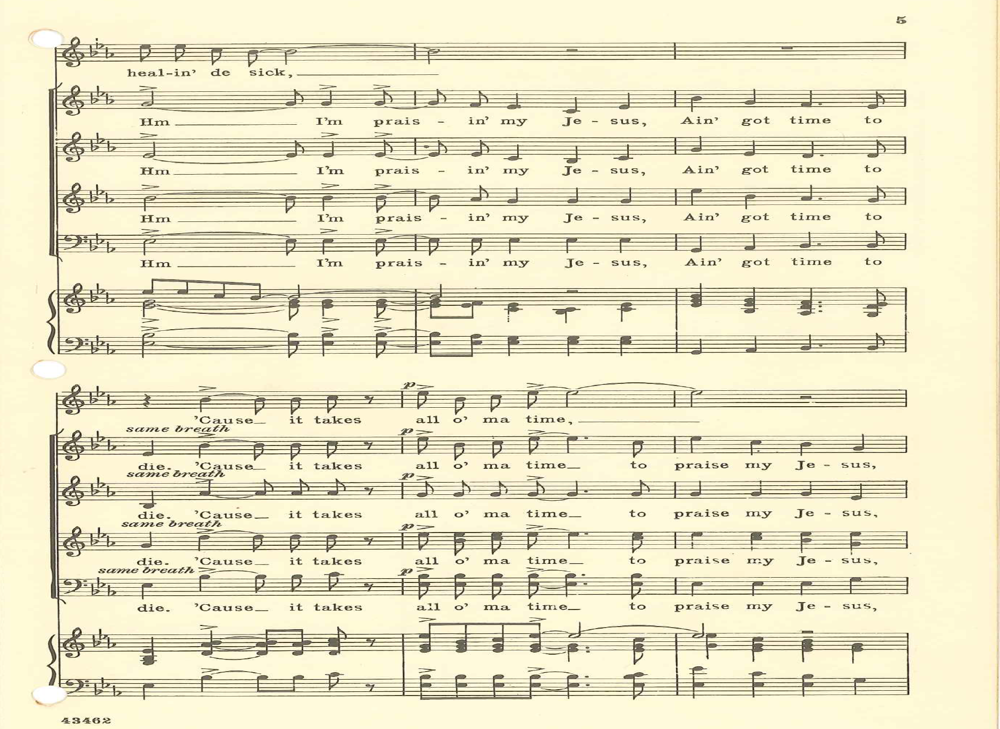 5
heal-in' de sick,
Hm I'm prais - in' my Je - sus, Ain' got time to
Hm I'm prais - in' my Je - sus, Ain' got time to
Hm I'm prais - in' my Je - sus, Ain' got time to
Hm I'm prais - in' my Je - sus, Ain' got time to
p
'Cause it takes all o' ma time,
same breath p
die. 'Cause it takes all o' ma time to praise my Je - sus,
same breath p
die. 'Cause it takes all o' ma time to praise my Je - sus,
same breath p
die. 'Cause it takes all o' ma time to praise my Je - sus,
same breath p
die. 'Cause it takes all o' ma time to praise my Je - sus,
43462